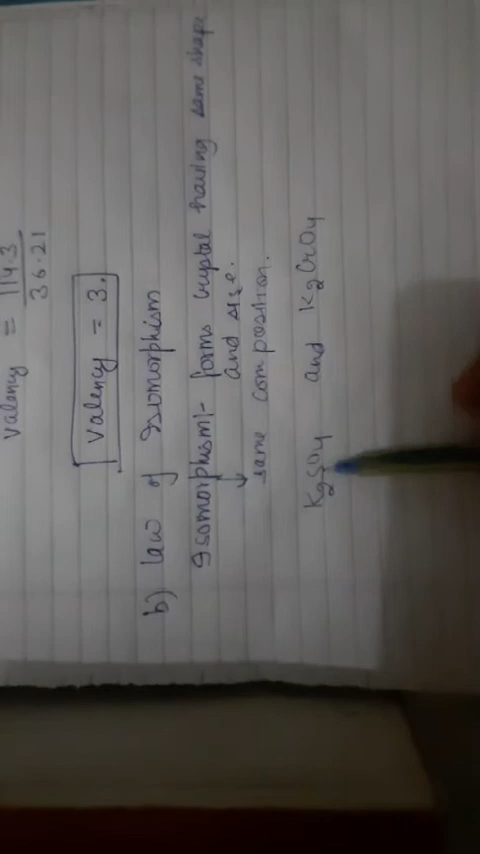 Valency = 114.3
36.21
Valency = 3.
b) law of Isomorphism
Isomorphism:- forms crystal having same shape
and size.
same composition.
K2SO4 and K2CrO4